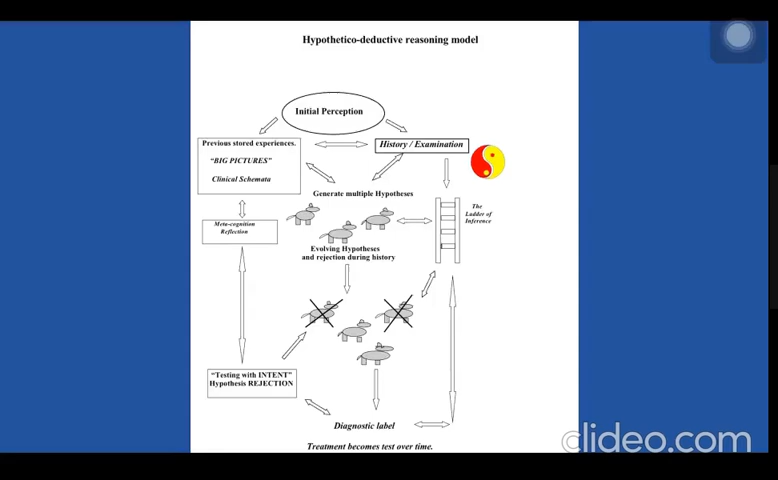 Hypothetico-deductive reasoning model
Initial Perception
Previous stored experiences.
"BIG PICTURES"
Clinical Schemata
History / Examination
Generate multiple Hypotheses
The
Ladder of
Inference
Meta-cognition
Reflection
Evolving Hypotheses
and rejection during history
"Testing with INTENT"
Hypothesis REJECTION
Diagnostic label
Treatment becomes test over time.
clideo.com